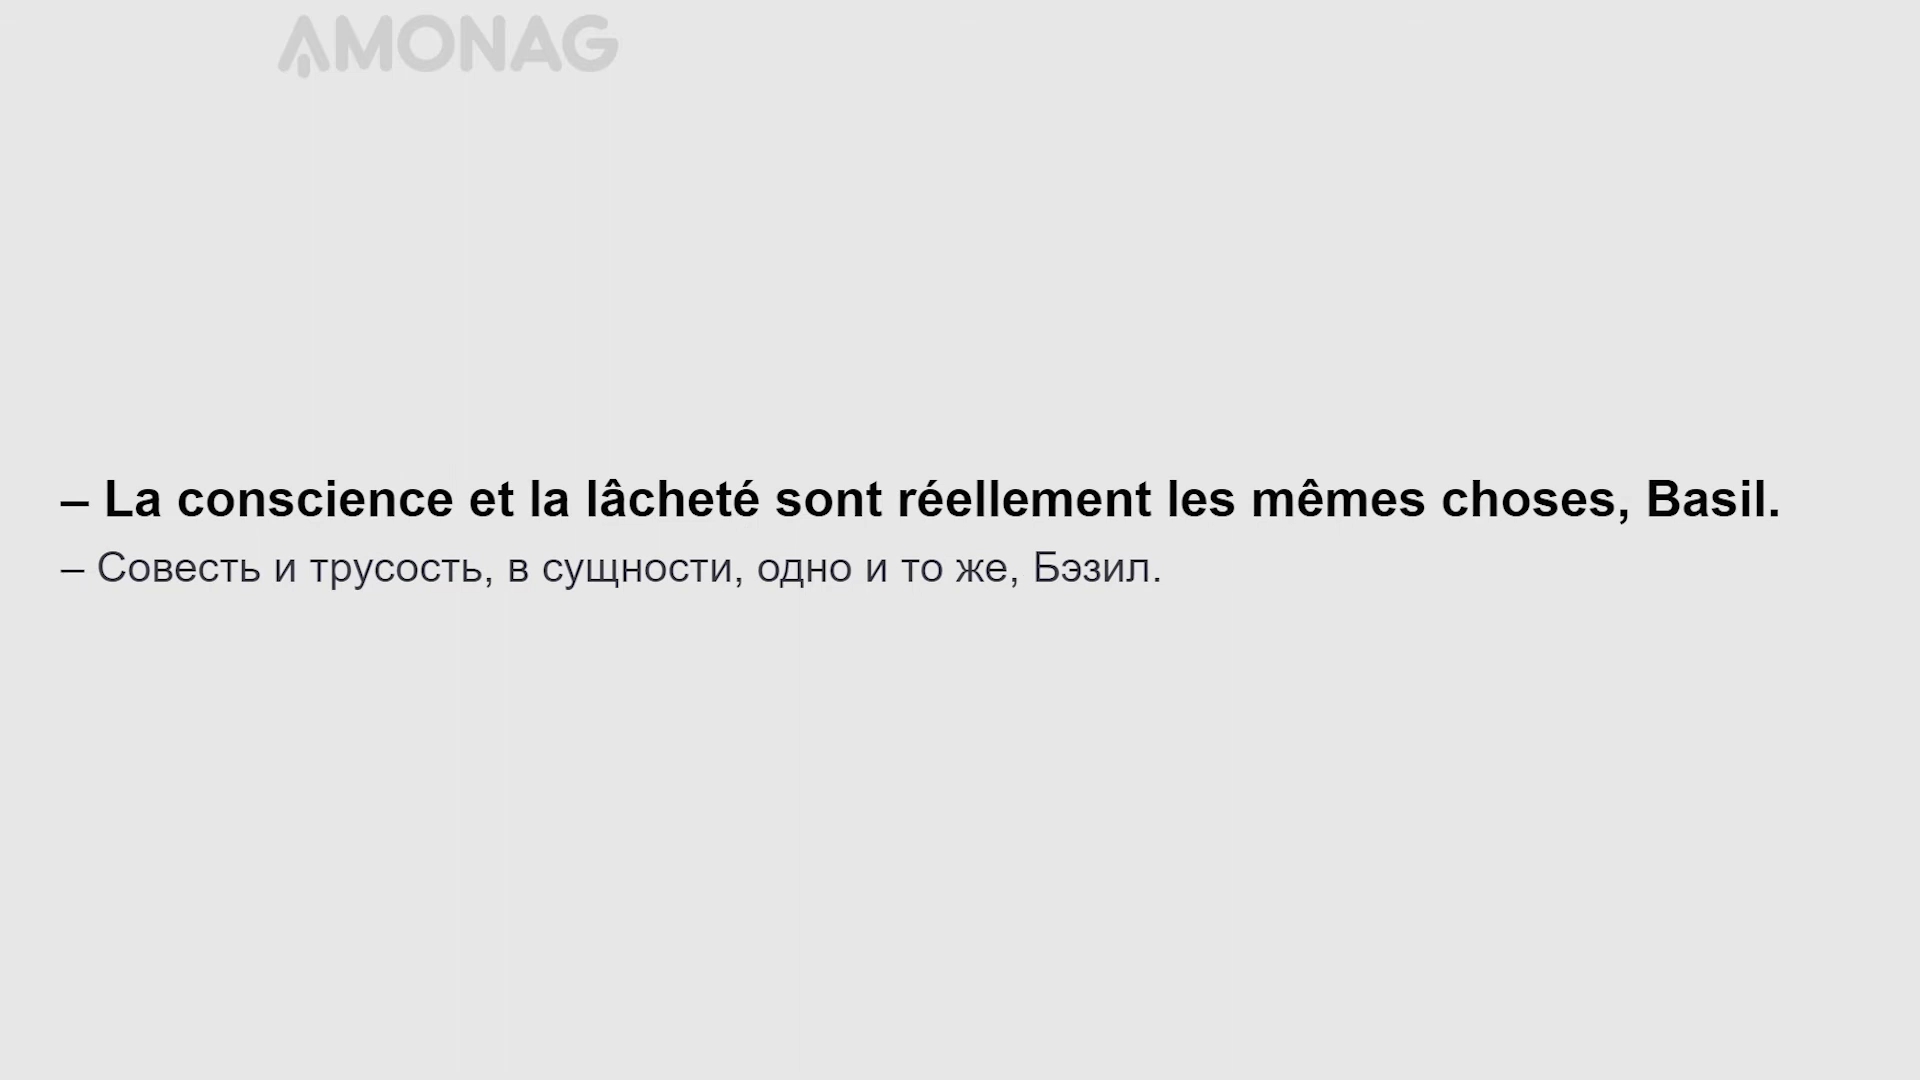 AMONAG
– La conscience et la lâcheté sont réellement les mêmes choses, Basil.
– Совесть и трусость, в сущности, одно и то же, Бэзил.